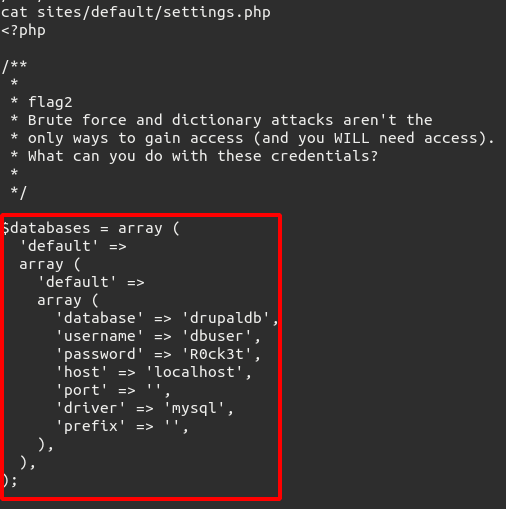 cat sites/default/settings.php
<?php
/**
 *
 * flag2
 * Brute force and dictionary attacks aren't the
 * only ways to gain access (and you WILL need access).
 * What can you do with these credentials?
 *
 */
$databases = array (
  'default' =>
  array (
    'default' =>
    array (
      'database' => 'drupaldb',
      'username' => 'dbuser',
      'password' => 'R0ck3t',
      'host' => 'localhost',
      'port' => '',
      'driver' => 'mysql',
      'prefix' => '',
    ),
  ),
);